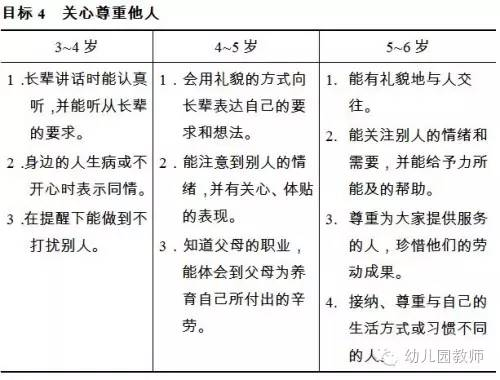 目标 4 关心尊重他人
3~4 岁
4~5 岁
5~6 岁
1 .长辈讲话时能认真
听 ,并能听从长辈
的要求。
2 .身边的人生病或不
开心时表示同情。
3 .在提醒下能做到不
打扰别人。
1 . 会用礼貌的方式向
长辈表达自己的要
求和想法。
2 . 能注意到别人的情
绪 ,并有关心、体贴
的表现。
3 . 知道父母的职业 ,
能体会到父母为养
育自己所付出的辛
劳。
1. 能有礼貌地与人交
往。
2. 能关注别人的情绪和
需要 ,并能给予力所
能及的帮助。
3. 尊重为大家提供服务
的人 ,珍惜他们的劳
动成果。
4. 接纳、尊重与自己的
生活方式或习惯不同
的人。
幼儿园教师